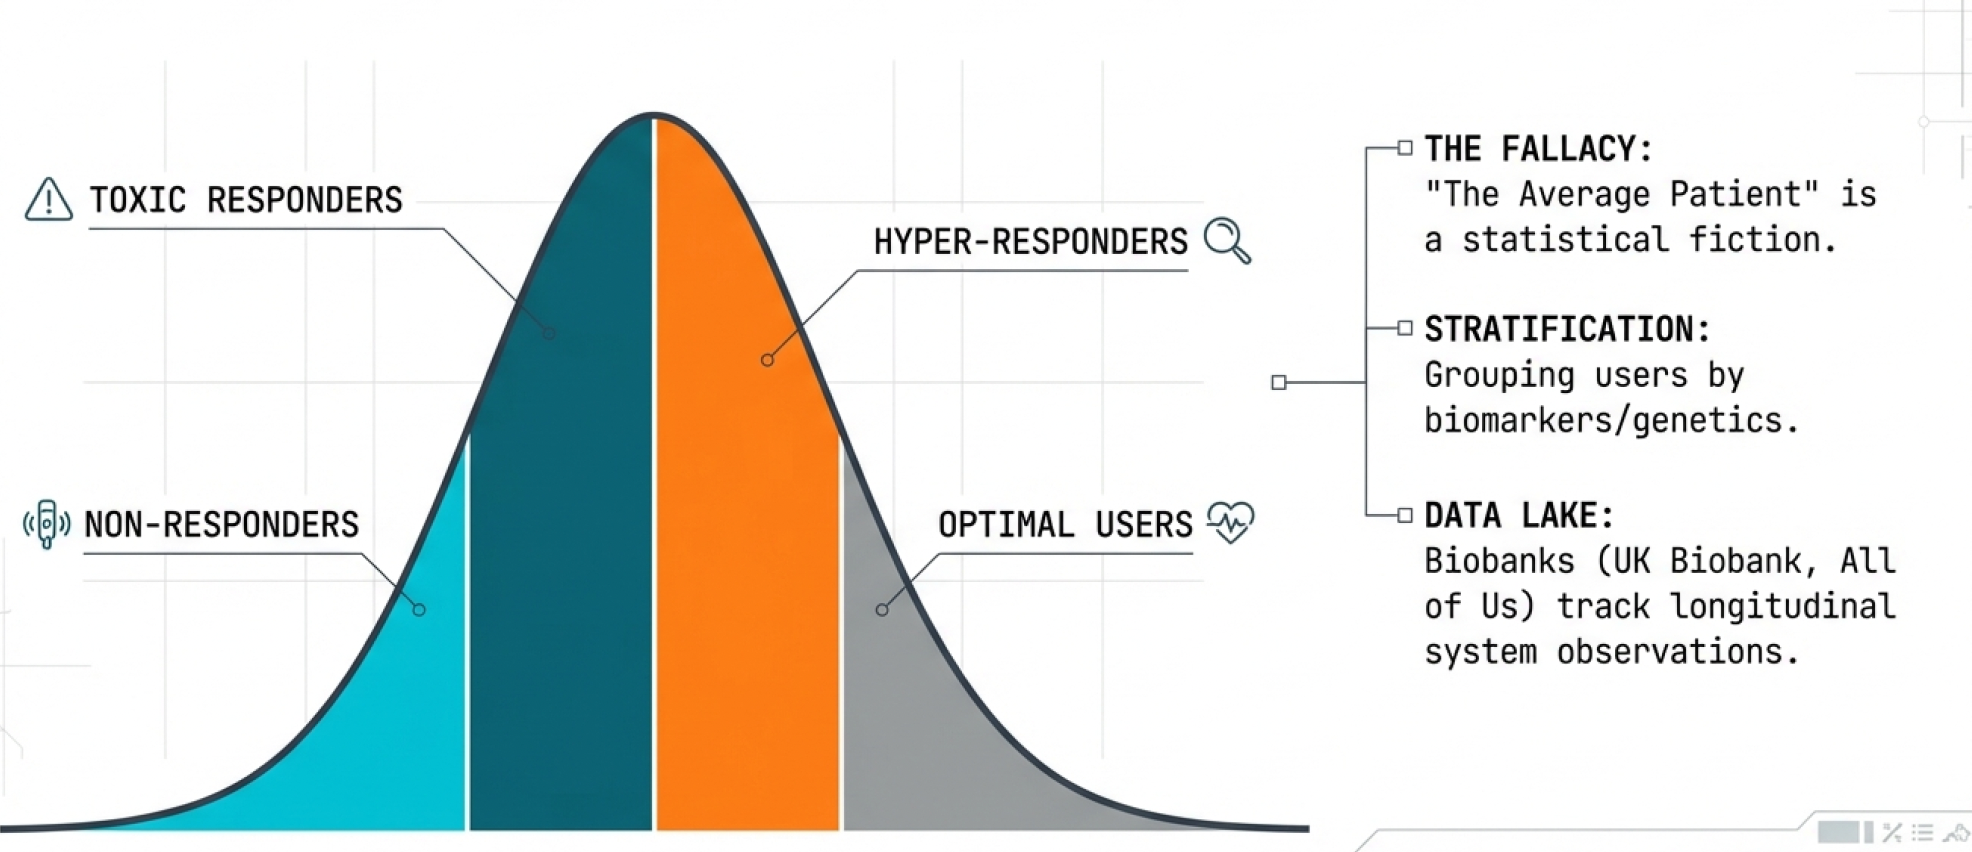 TOXIC RESPONDERS
HYPER-RESPONDERS
NON-RESPONDERS
OPTIMAL USERS
THE FALLACY:
"The Average Patient" is
a statistical fiction.
STRATIFICATION:
Grouping users by
biomarkers/genetics.
DATA LAKE:
Biobanks (UK Biobank, All
of Us) track longitudinal
system observations.